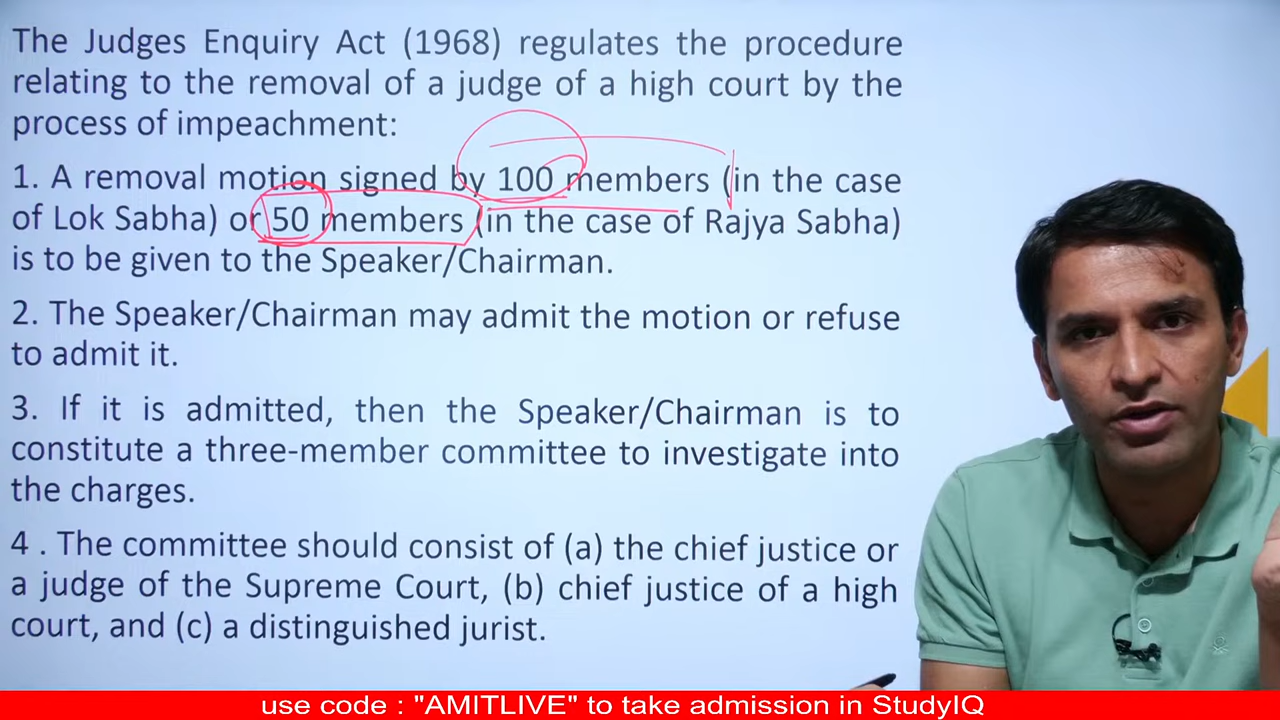 The Judges Enquiry Act (1968) regulates the procedure
relating to the removal of a judge of a high court by the
process of impeachment:
1. A removal motion signed by 100 members (in the case
of Lok Sabha) or 50 members (in the case of Rajya Sabha)
is to be given to the Speaker/Chairman.
2. The Speaker/Chairman may admit the motion or refuse
to admit it.
3. If it is admitted, then the Speaker/Chairman is to
constitute a three-member committee to investigate into
the charges.
4 . The committee should consist of (a) the chief justice or
a judge of the Supreme Court, (b) chief justice of a high
court, and (c) a distinguished jurist.
use code : "AMITLIVE" to take admission in StudyIQ